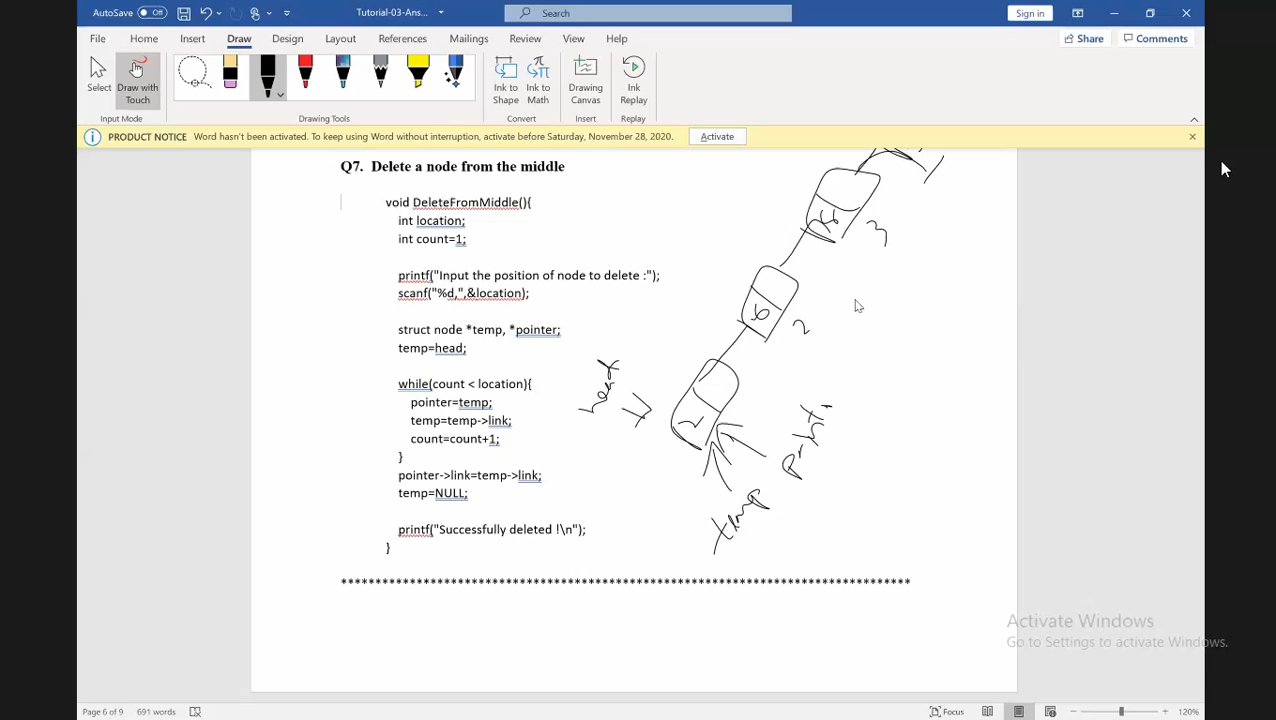 AutoSave Off Tutorial-03-Ans... Search Sign in
File Home Insert Draw Design Layout References Mailings Review View Help Share Comments
Select Draw with Touch Ink to Shape Ink to Math Drawing Canvas Ink Replay
Input Mode Drawing Tools Convert Insert Replay
PRODUCT NOTICE Word hasn't been activated. To keep using Word without interruption, activate before Saturday, November 28, 2020. Activate
Q7. Delete a node from the middle
void DeleteFromMiddle(){
int location;
int count=1;
printf("Input the position of node to delete :");
scanf("%d,",&location);
struct node *temp, *pointer;
temp=head;
while(count < location){
pointer=temp;
temp=temp->link;
count=count+1;
}
pointer->link=temp->link;
temp=NULL;
printf("Successfully deleted !\n");
}
3
6
2
2
temp
***********************************************************************************
Activate Windows
Go to Settings to activate Windows.
Page 6 of 9 691 words Focus 120%